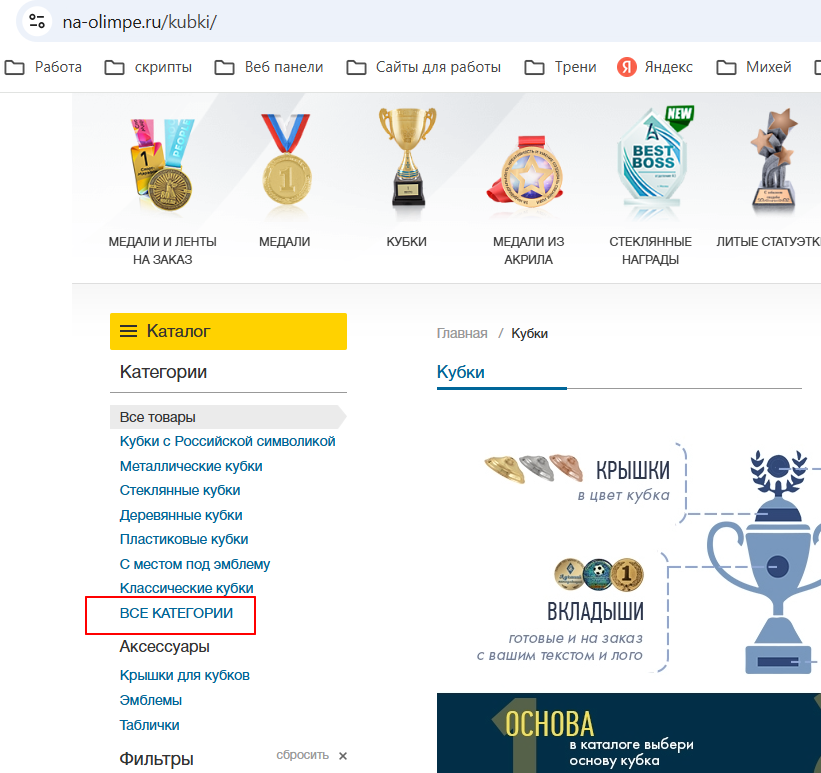 na-olimpe.ru/kubki/
Работа скрипты Веб панели Сайты для работы Трени Яндекс Михей
NEW
BEST
BOSS
1
1
МЕДАЛИ И ЛЕНТЫ
НА ЗАКАЗ
МЕДАЛИ
КУБКИ
МЕДАЛИ ИЗ
АКРИЛА
СТЕКЛЯННЫЕ
НАГРАДЫ
ЛИТЫЕ СТАТУЭТК
Каталог
Категории
Все товары
Кубки с Российской символикой
Металлические кубки
Стеклянные кубки
Деревянные кубки
Пластиковые кубки
С местом под эмблему
Классические кубки
ВСЕ КАТЕГОРИИ
Аксессуары
Крышки для кубков
Эмблемы
Таблички
Фильтры сбросить ×
Главная / Кубки
Кубки
КРЫШКИ
в цвет кубка
1
ВКЛАДЫШИ
готовые и на заказ
с вашим текстом и лого
1
ОСНОВА
в каталоге выбери
основу кубка